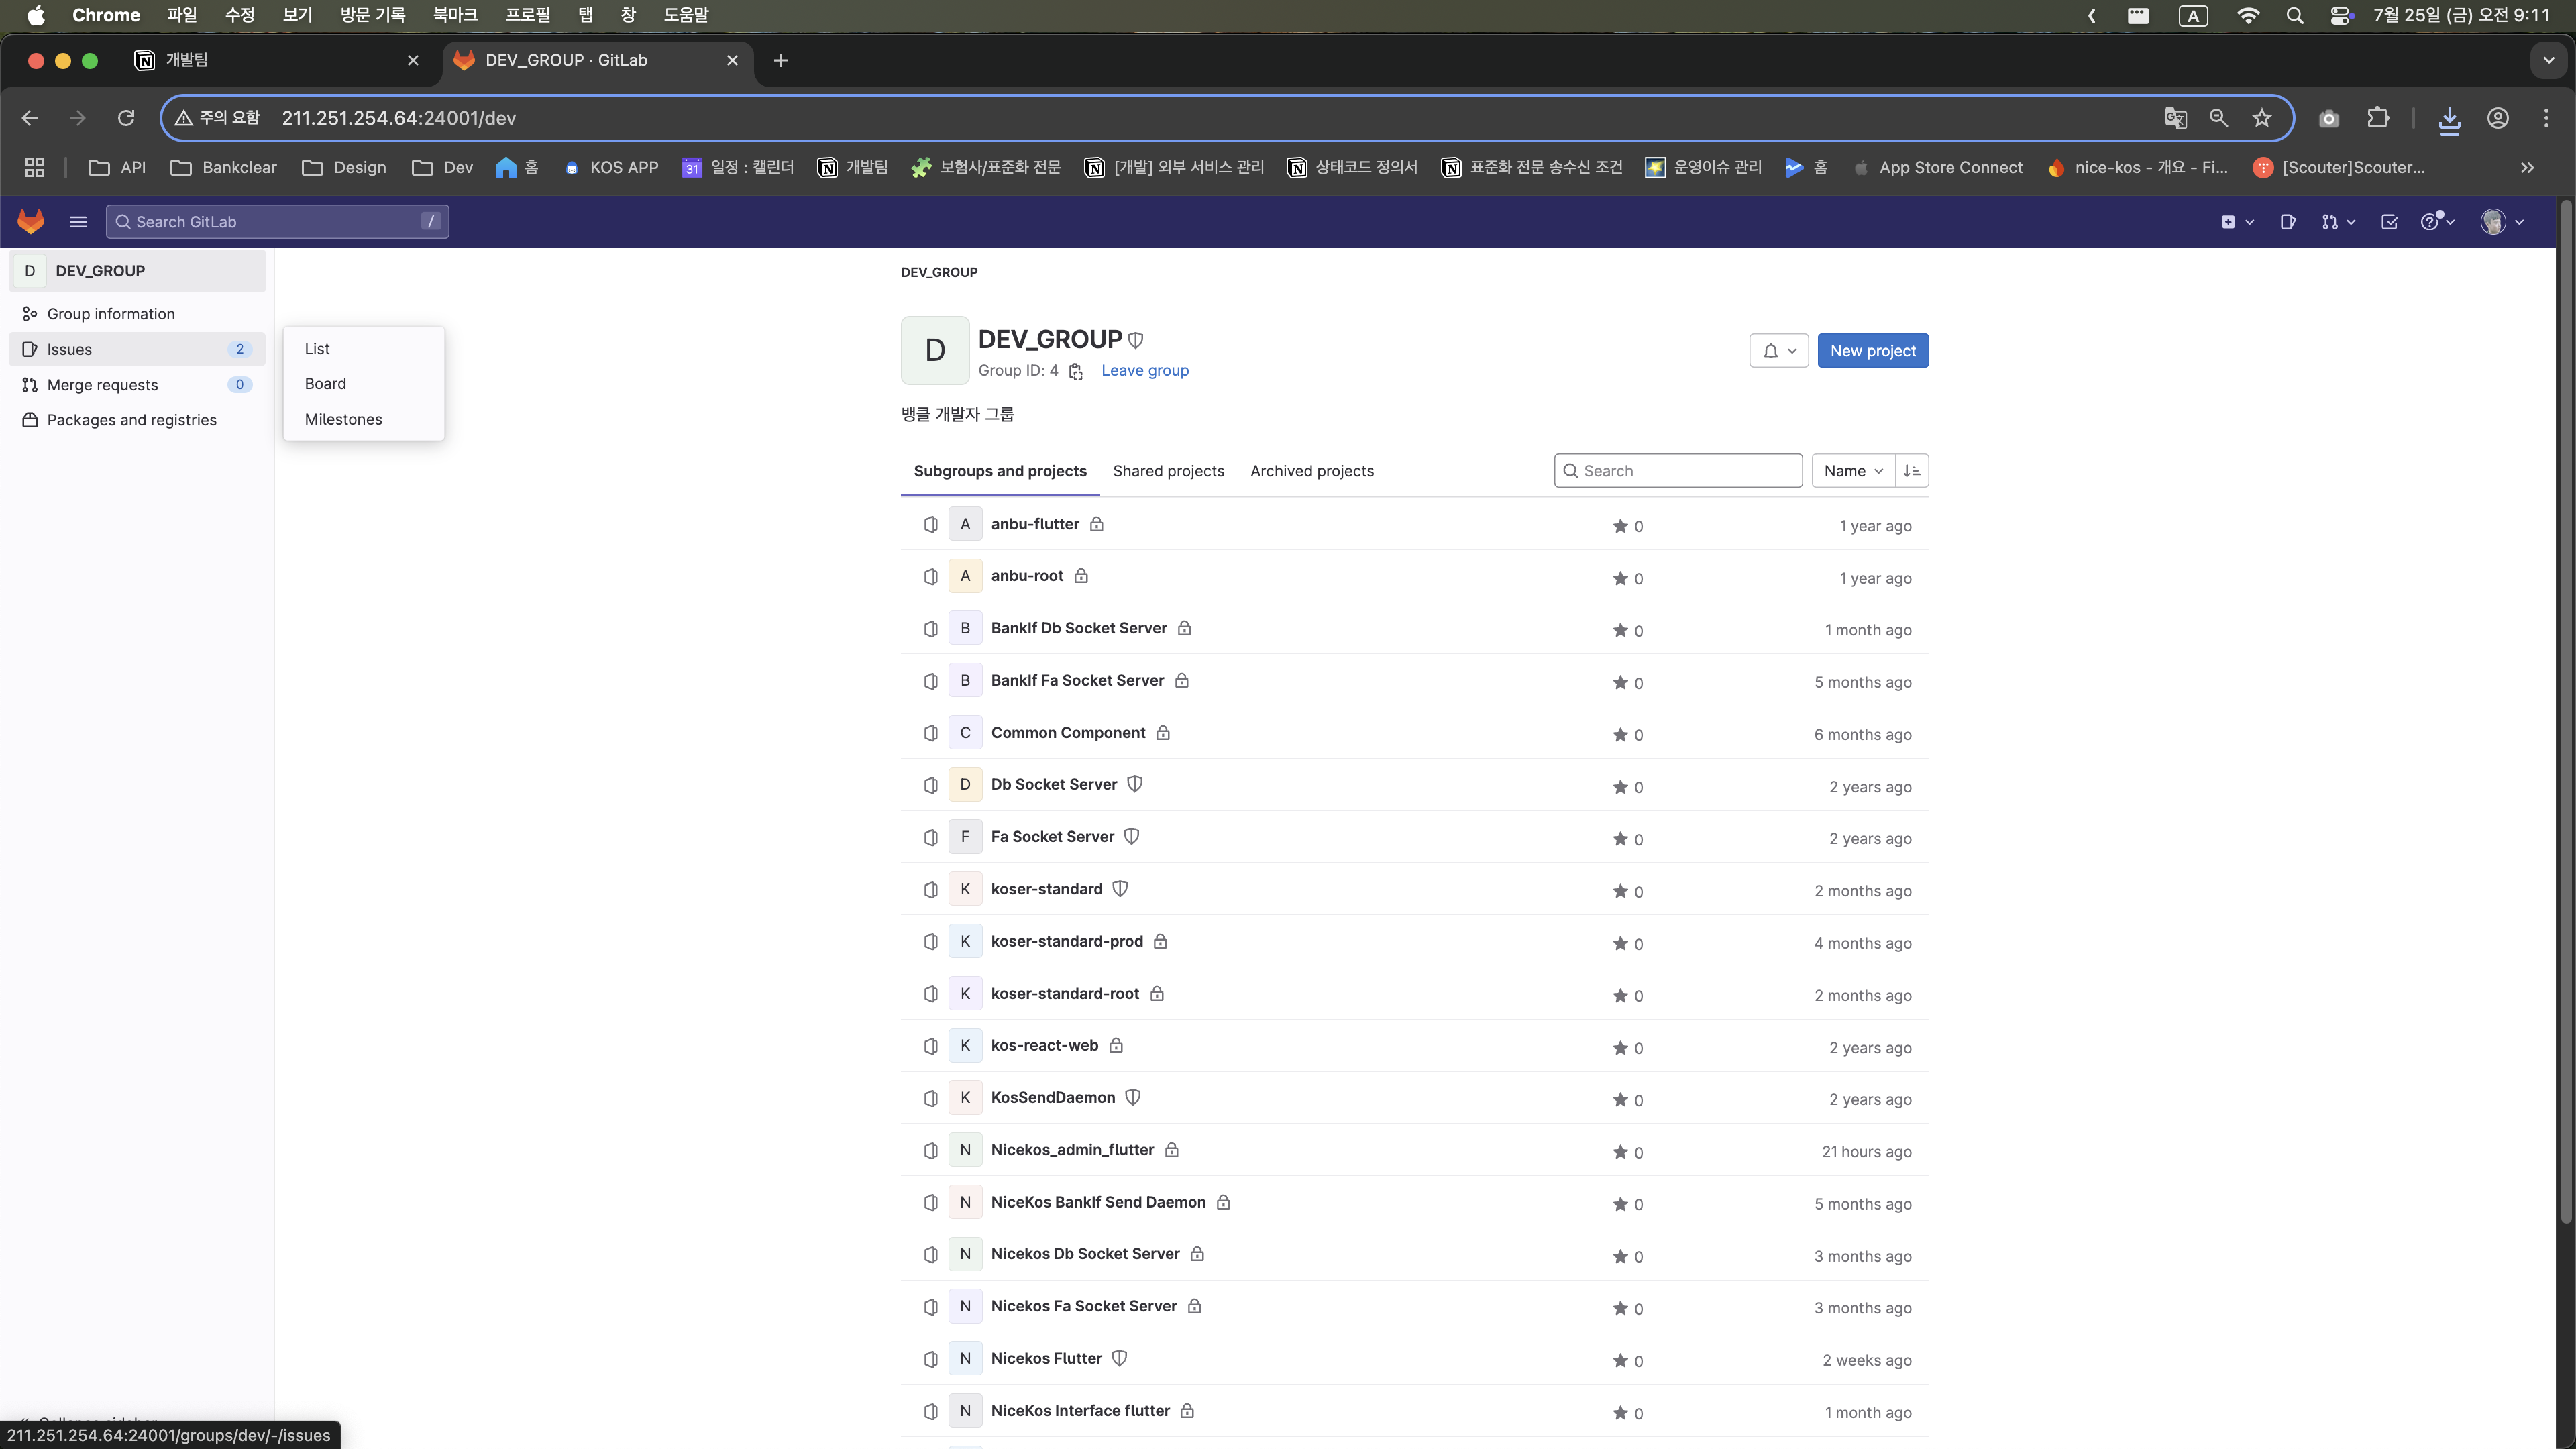 Chrome 파일 수정 보기 방문 기록 북마크 프로필 탭 창 도움말 A 7월 25일 (금) 오전 9:11
개발팀 DEV_GROUP · GitLab
주의 요함 211.251.254.64:24001/dev
API Bankclear Design Dev 홈 KOS APP 31 일정 : 캘린더 개발팀 보험사/표준화 전문 [개발] 외부 서비스 관리 상태코드 정의서 표준화 전문 송수신 조건 운영이슈 관리 홈 App Store Connect nice-kos - 개요 - Fi... [Scouter]Scouter...
Search GitLab /
D DEV_GROUP
Group information
Issues 2
Merge requests 0
Packages and registries
List
Board
Milestones
DEV_GROUP
D DEV_GROUP
Group ID: 4 Leave group
New project
뱅클 개발자 그룹
Subgroups and projects Shared projects Archived projects Search Name
A anbu-flutter 0 1 year ago
A anbu-root 0 1 year ago
B BankIf Db Socket Server 0 1 month ago
B BankIf Fa Socket Server 0 5 months ago
C Common Component 0 6 months ago
D Db Socket Server 0 2 years ago
F Fa Socket Server 0 2 years ago
K koser-standard 0 2 months ago
K koser-standard-prod 0 4 months ago
K koser-standard-root 0 2 months ago
K kos-react-web 0 2 years ago
K KosSendDaemon 0 2 years ago
N Nicekos_admin_flutter 0 21 hours ago
N NiceKos BankIf Send Daemon 0 5 months ago
N Nicekos Db Socket Server 0 3 months ago
N Nicekos Fa Socket Server 0 3 months ago
N Nicekos Flutter 0 2 weeks ago
N NiceKos Interface flutter 0 1 month ago
211.251.254.64:24001/groups/dev/-/issues